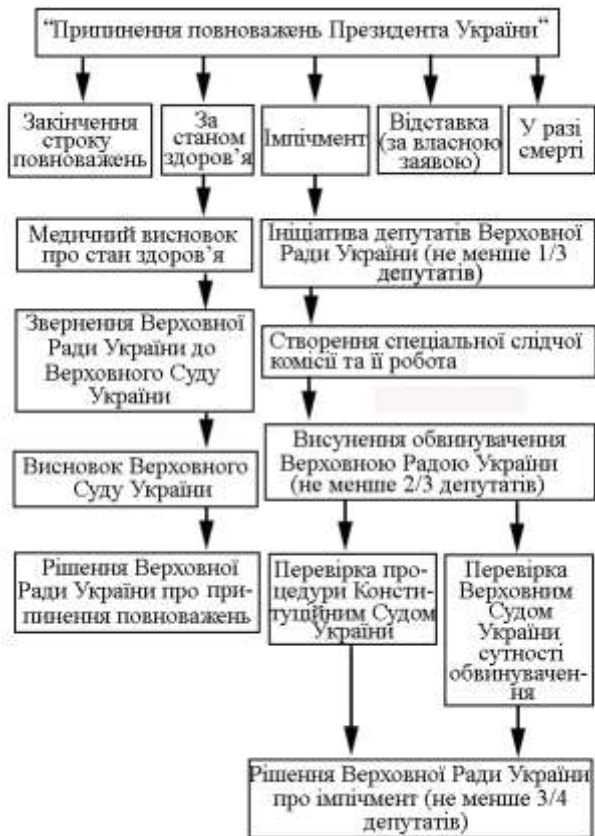 “Припинення повноважень Президента України“
Закінчення
строку
повноважень
За
станом
здоров’я
Імпічмент
Відставка
(за власною
заявою)
У разі
смерті
Медичний висновок
про стан здоров’я
Звернення Верховної
Ради України до
Верховного Суду
України
Висновок Верховного
Суду України
Рішення Верховної
Ради України про при-
пинення повноважень
Ініціатива депутатів Верховної
Ради України (не менше 1/3
депутатів)
Створення спеціальної слідчої
комісії та її робота
Висунення обвинувачення
Верховною Радою України
(не менше 2/3 депутатів)
Перевірка про-
цедури Консти-
туційним Судом
України
Перевірка
Верховним
Судом
України
сутності
обвинувачен-
ня
Рішення Верховної Ради України
про імпічмент (не менше 3/4
депутатів)